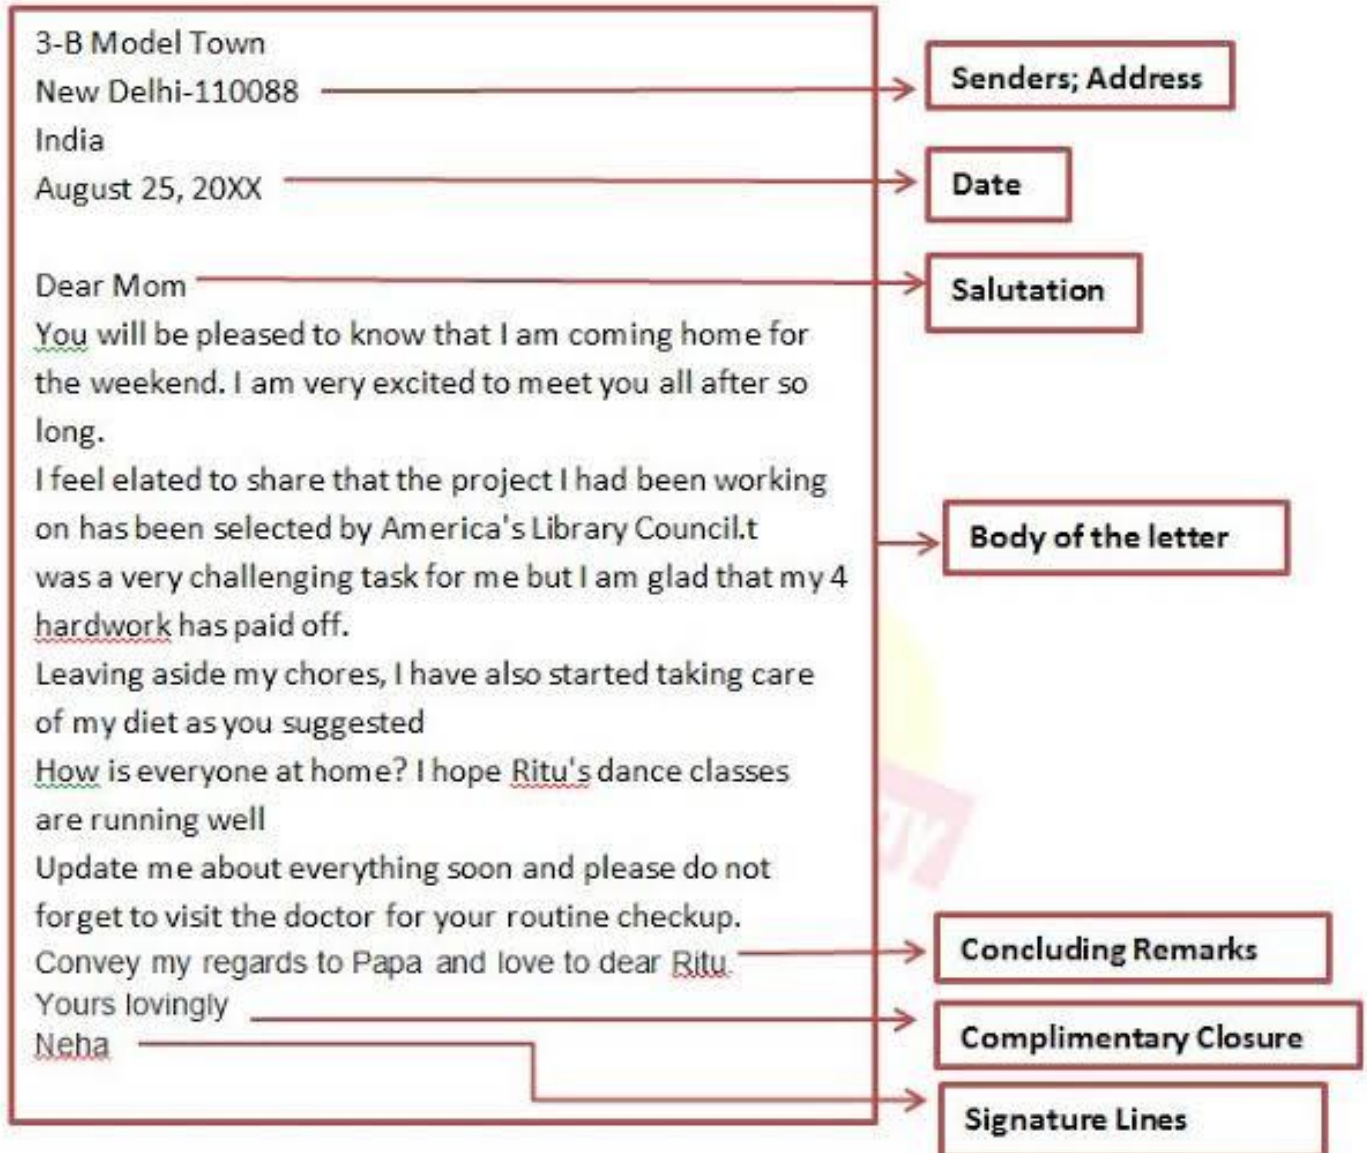 3-B Model Town
New Delhi-110088
India
August 25, 20XX
Dear Mom
You will be pleased to know that I am coming home for
the weekend. I am very excited to meet you all after so
long.
I feel elated to share that the project I had been working
on has been selected by America's Library Council.t
was a very challenging task for me but I am glad that my 4
hardwork has paid off.
Leaving aside my chores, I have also started taking care
of my diet as you suggested
How is everyone at home? I hope Ritu's dance classes
are running well
Update me about everything soon and please do not
forget to visit the doctor for your routine checkup.
Convey my regards to Papa and love to dear Ritu
Yours lovingly
Neha
Senders; Address
Date
Salutation
Body of the letter
Concluding Remarks
Complimentary Closure
Signature Lines